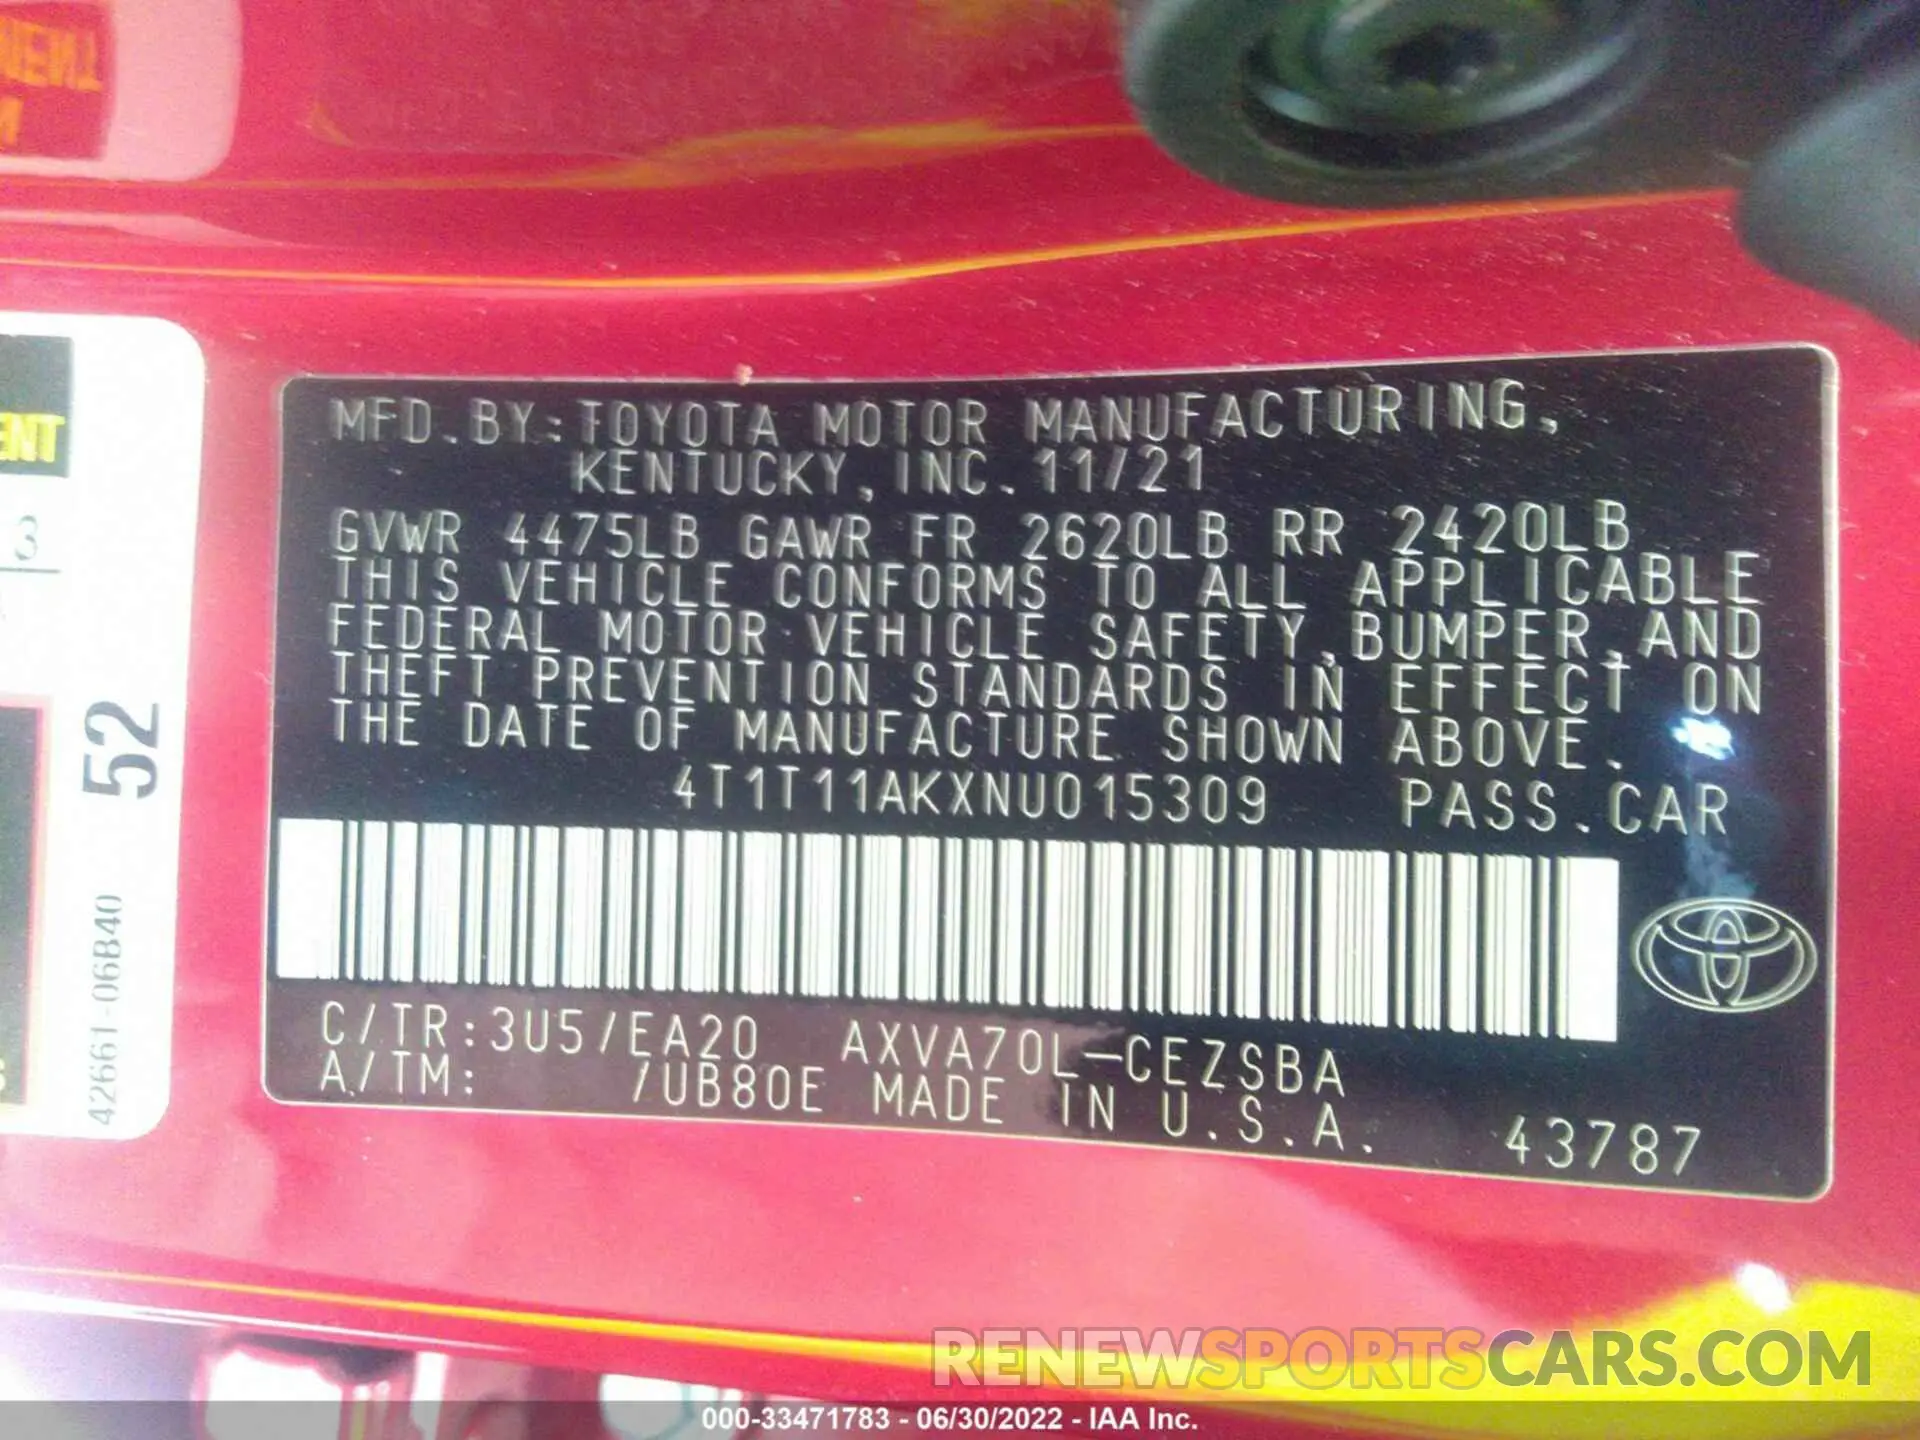 ENT
3
52
42661-06B40
MFD.BY:TOYOTA MOTOR MANUFACTURING,
KENTUCKY,INC.11/21
GVWR 4475LB GAWR FR 2620LB RR 2420LB
THIS VEHICLE CONFORMS TO ALL APPLICABLE
FEDERAL MOTOR VEHICLE SAFETY,BUMPER,AND
THEFT PREVENTION STANDARDS IN EFFECT ON
THE DATE OF MANUFACTURE SHOWN ABOVE.
4T1T11AKXNU015309 PASS.CAR
C/TR:3U5/EA20 AXVA70L-CEZSBA
A/TM: /UB80E MADE IN U.S.A. 43787
RENEWSPORTSCARS.COM
000-33471783 - 06/30/2022 - IAA Inc.